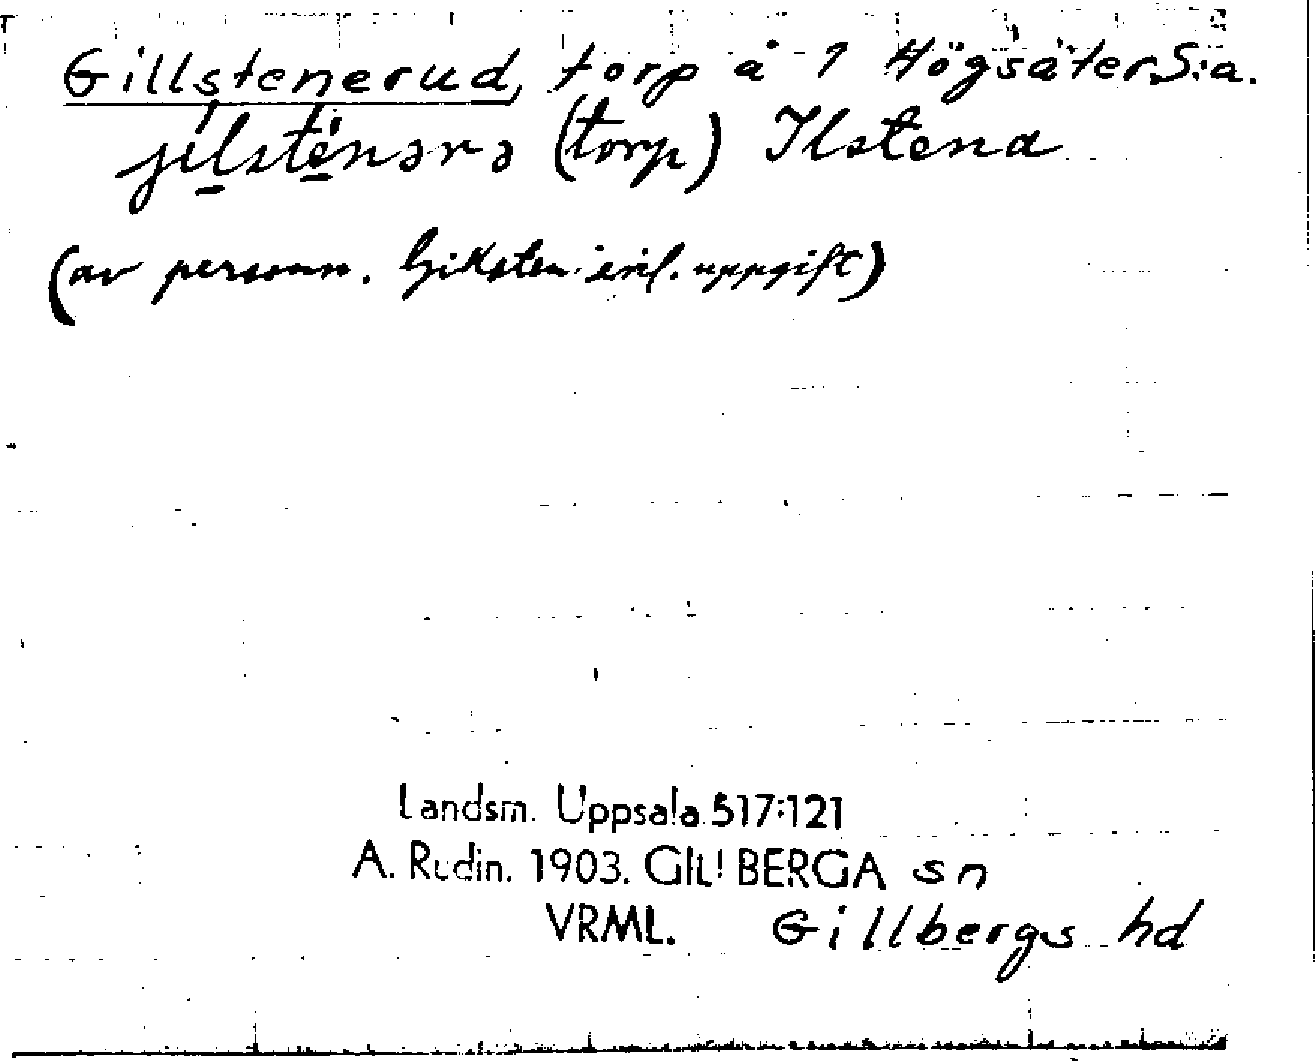 Gillstenerud, torp å 1 Högsäter S:a.
jılstenərə (torp) Ilstena
(av personn. Gillsten enl. uppgift)
Landsm. Uppsala 517:121
A. Rudin. 1903. GILLBERGA sn
VRML. Gillbergs hd